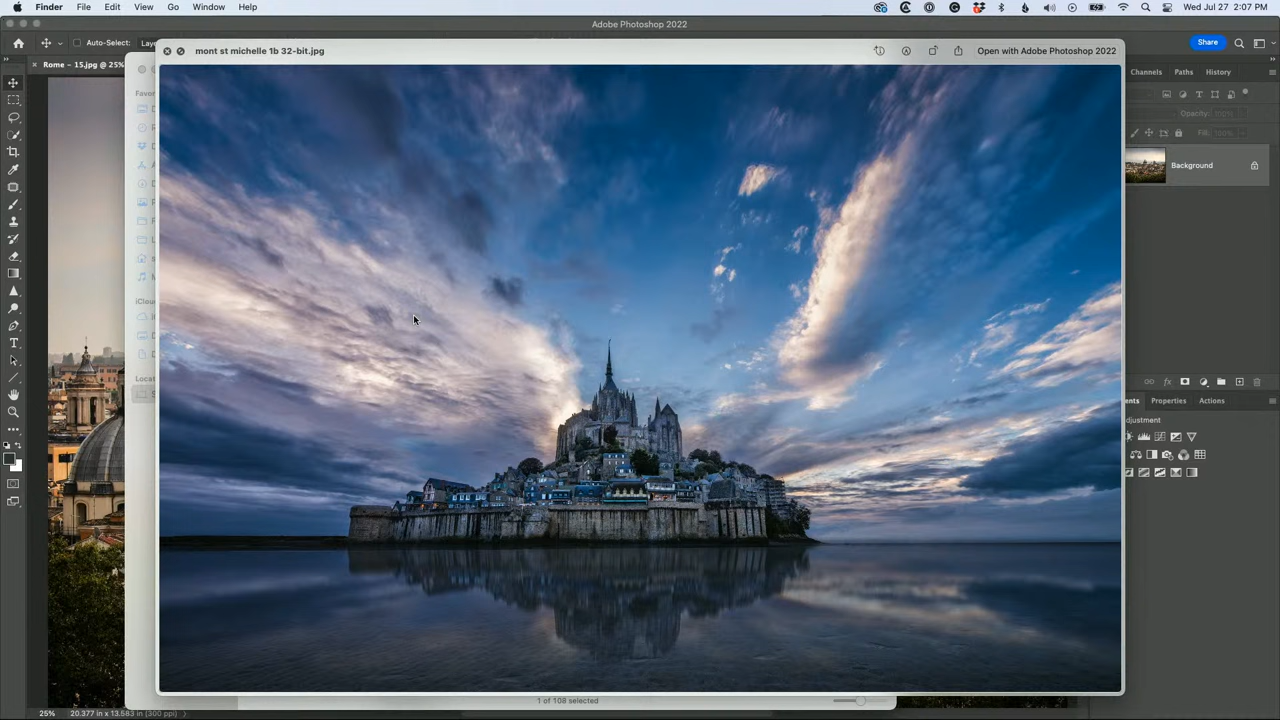 Finder File Edit View Go Window Help Wed Jul 27 2:07 PM
Adobe Photoshop 2022
Auto-Select: Share
mont st michelle 1b 32-bit.jpg Open with Adobe Photoshop 2022
Rome – 15.jpg @ 25%
Channels Paths History
Opacity:
Fill:
Background
Properties Actions
1 of 108 selected
25% 20.377 in x 13.583 in (300 ppi)